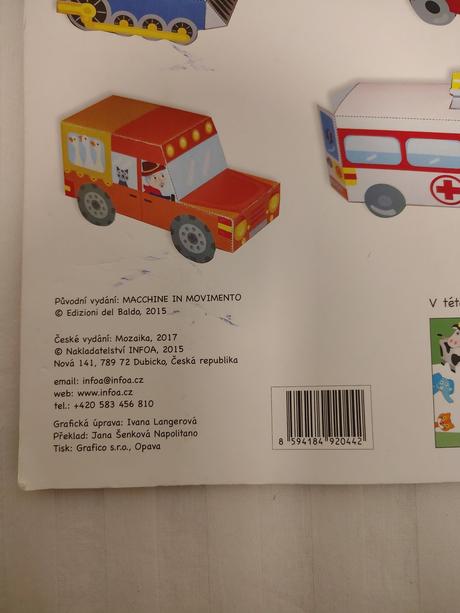 Původní vydání: MACCHINE IN MOVIMENTO
© Edizioni del Baldo, 2015
České vydání: Mozaika, 2017
© Nakladatelství INFOA, 2015
Nová 141, 789 72 Dubicko, Česká republika
email: infoa@infoa.cz
web: www.infoa.cz
tel.: +420 583 456 810
Grafická úprava: Ivana Langerová
Překlad: Jana Šenková Napolitano
Tisk: Grafico s.r.o., Opava
8 594184 920442
V této